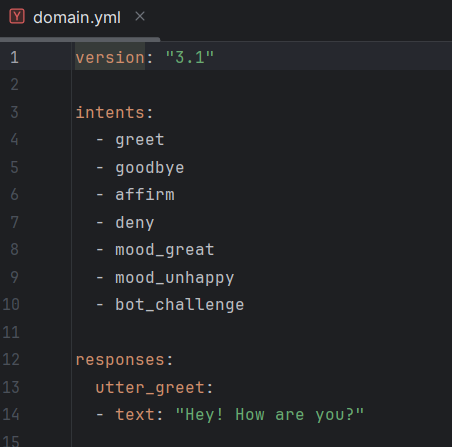 Y domain.yml ×
1 version: "3.1"
2
3 intents:
4   - greet
5   - goodbye
6   - affirm
7   - deny
8   - mood_great
9   - mood_unhappy
10   - bot_challenge
11
12 responses:
13   utter_greet:
14   - text: "Hey! How are you?"
15